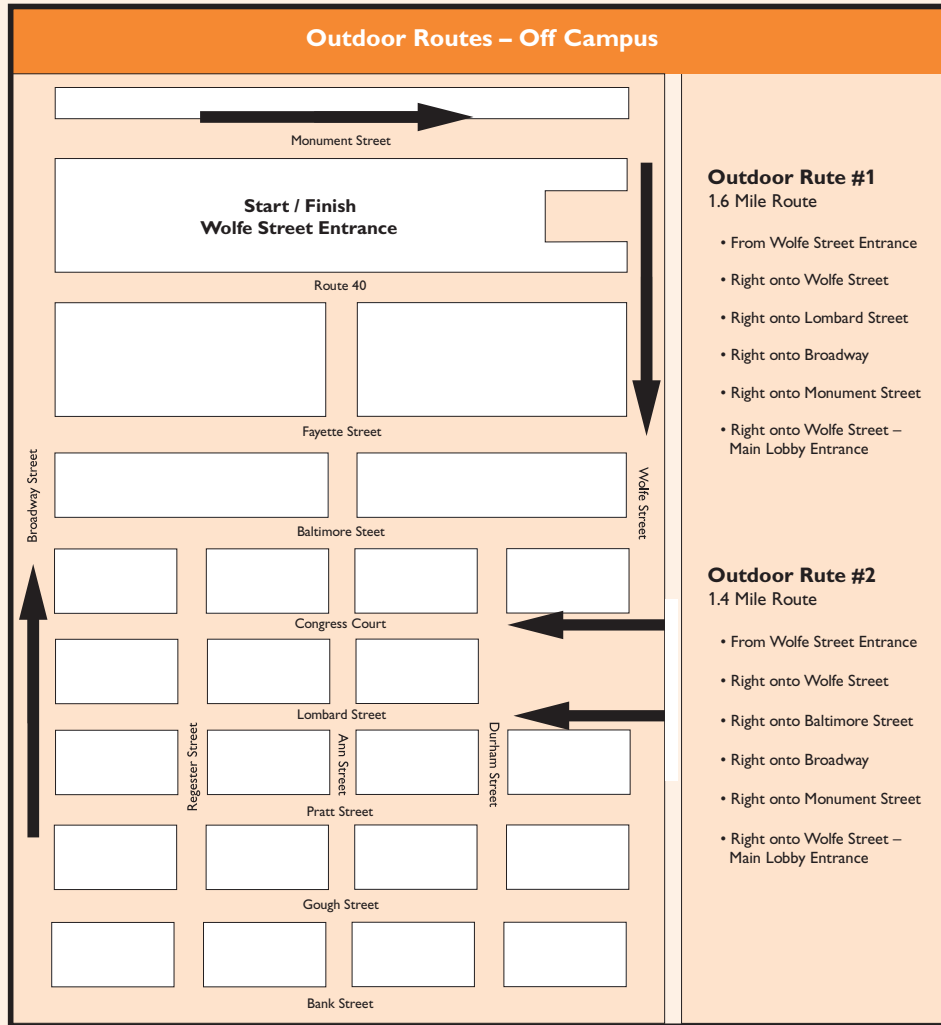 Outdoor Routes – Off Campus
Monument Street
Start / Finish
Wolfe Street Entrance
Route 40
Fayette Street
Broadway Street
Wolfe Street
Baltimore Steet
Congress Court
Lombard Street
Regester Street
Ann Street
Durham Street
Pratt Street
Gough Street
Bank Street
Outdoor Rute #1
1.6 Mile Route
• From Wolfe Street Entrance
• Right onto Wolfe Street
• Right onto Lombard Street
• Right onto Broadway
• Right onto Monument Street
• Right onto Wolfe Street –
Main Lobby Entrance
Outdoor Rute #2
1.4 Mile Route
• From Wolfe Street Entrance
• Right onto Wolfe Street
• Right onto Baltimore Street
• Right onto Broadway
• Right onto Monument Street
• Right onto Wolfe Street –
Main Lobby Entrance